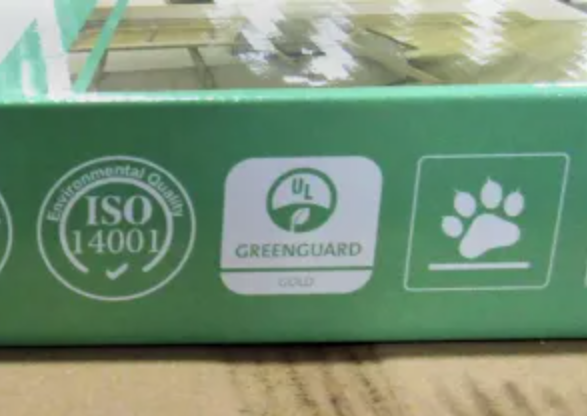 Environmental Quality
ISO
14001
UL
GREENGUARD
GOLD